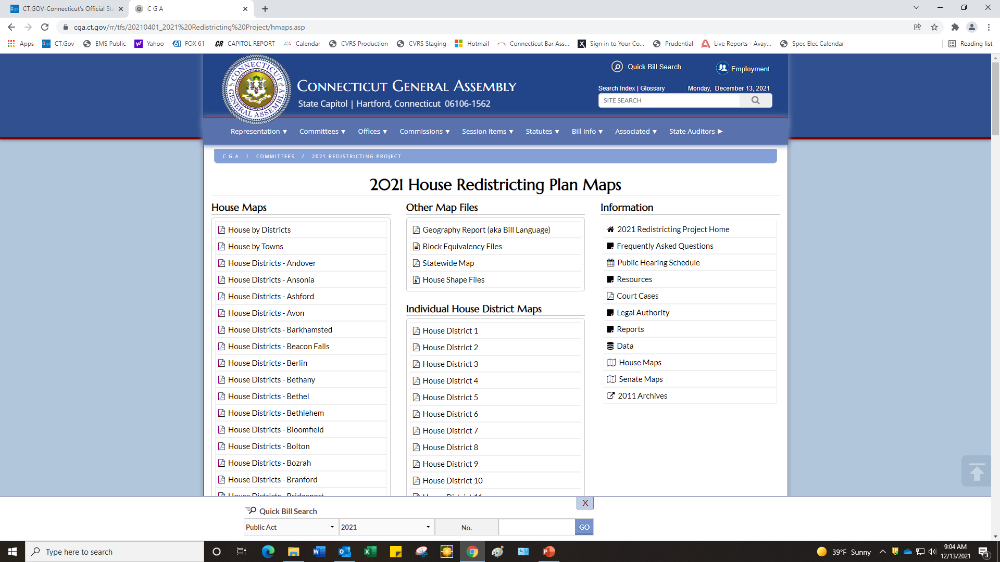 CT.GOV-Connecticut's Official Sta
C G A
cga.ct.gov/rr/tfs/20210401_2021%20Redistricting%20Project/hmaps.asp
Apps
CT.Gov
EMS Public
Yahoo
FOX 61
CAPITOL REPORT
Calendar
CVRS Production
CVRS Staging
Hotmail
Connecticut Bar Ass...
Sign in to Your Co...
Prudential
Live Reports - Avay...
Spec Elec Calendar
Reading list
CONNECTICUT GENERAL ASSEMBLY
Connecticut General Assembly
State Capitol | Hartford, Connecticut 06106-1562
Quick Bill Search
Employment
Search Index | Glossary
Monday, December 13, 2021
SITE SEARCH
Representation ▼
Committees ▼
Offices ▼
Commissions ▼
Session Items ▼
Statutes ▼
Bill Info ▼
Associated ▼
State Auditors ►
C G A / COMMITTEES / 2021 REDISTRICTING PROJECT
2021 House Redistricting Plan Maps
House Maps
House by Districts
House by Towns
House Districts - Andover
House Districts - Ansonia
House Districts - Ashford
House Districts - Avon
House Districts - Barkhamsted
House Districts - Beacon Falls
House Districts - Berlin
House Districts - Bethany
House Districts - Bethel
House Districts - Bethlehem
House Districts - Bloomfield
House Districts - Bolton
House Districts - Bozrah
House Districts - Branford
House Districts - Bridgeport
Other Map Files
Geography Report (aka Bill Language)
Block Equivalency Files
Statewide Map
House Shape Files
Individual House District Maps
House District 1
House District 2
House District 3
House District 4
House District 5
House District 6
House District 7
House District 8
House District 9
House District 10
House District 11
Information
2021 Redistricting Project Home
Frequently Asked Questions
Public Hearing Schedule
Resources
Court Cases
Legal Authority
Reports
Data
House Maps
Senate Maps
2011 Archives
X
Quick Bill Search
Public Act
2021
No.
GO
Type here to search
39°F Sunny
9:04 AM
12/13/2021
3